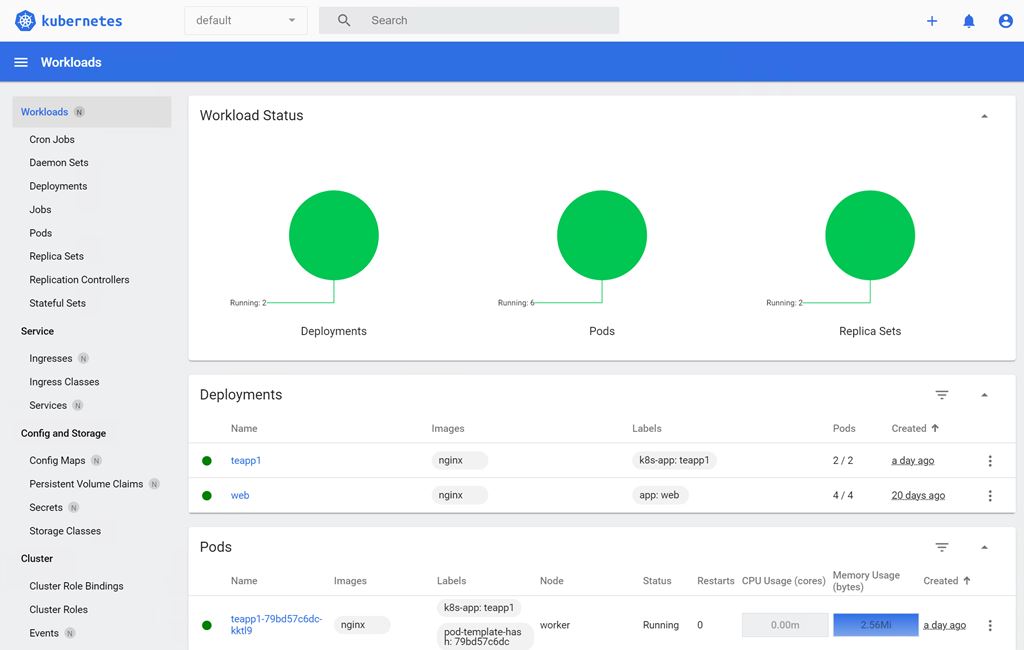 kubernetes
default
Search
Workloads
Workloads N
Cron Jobs
Daemon Sets
Deployments
Jobs
Pods
Replica Sets
Replication Controllers
Stateful Sets
Service
Ingresses N
Ingress Classes
Services N
Config and Storage
Config Maps N
Persistent Volume Claims N
Secrets N
Storage Classes
Cluster
Cluster Role Bindings
Cluster Roles
Events N
Workload Status
Running: 2
Deployments
Running: 6
Pods
Running: 2
Replica Sets
Deployments
Name Images Labels Pods Created
teapp1 nginx k8s-app: teapp1 2 / 2 a day ago
web nginx app: web 4 / 4 20 days ago
Pods
Name Images Labels Node Status Restarts CPU Usage (cores) Memory Usage (bytes) Created
teapp1-79bd57c6dc-
kktl9
nginx
k8s-app: teapp1
pod-template-has
h: 79bd57c6dc
worker Running 0 0.00m 2.56Mi a day ago